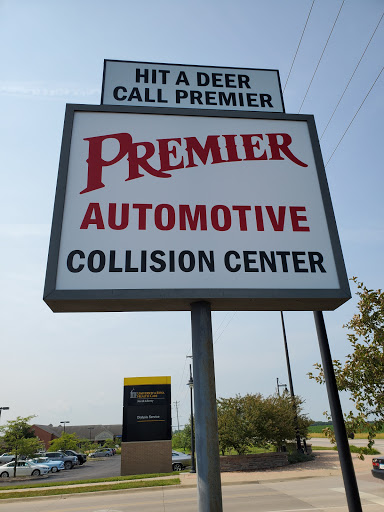 HIT A DEER
CALL PREMIER
PREMIER
AUTOMOTIVE
COLLISION CENTER